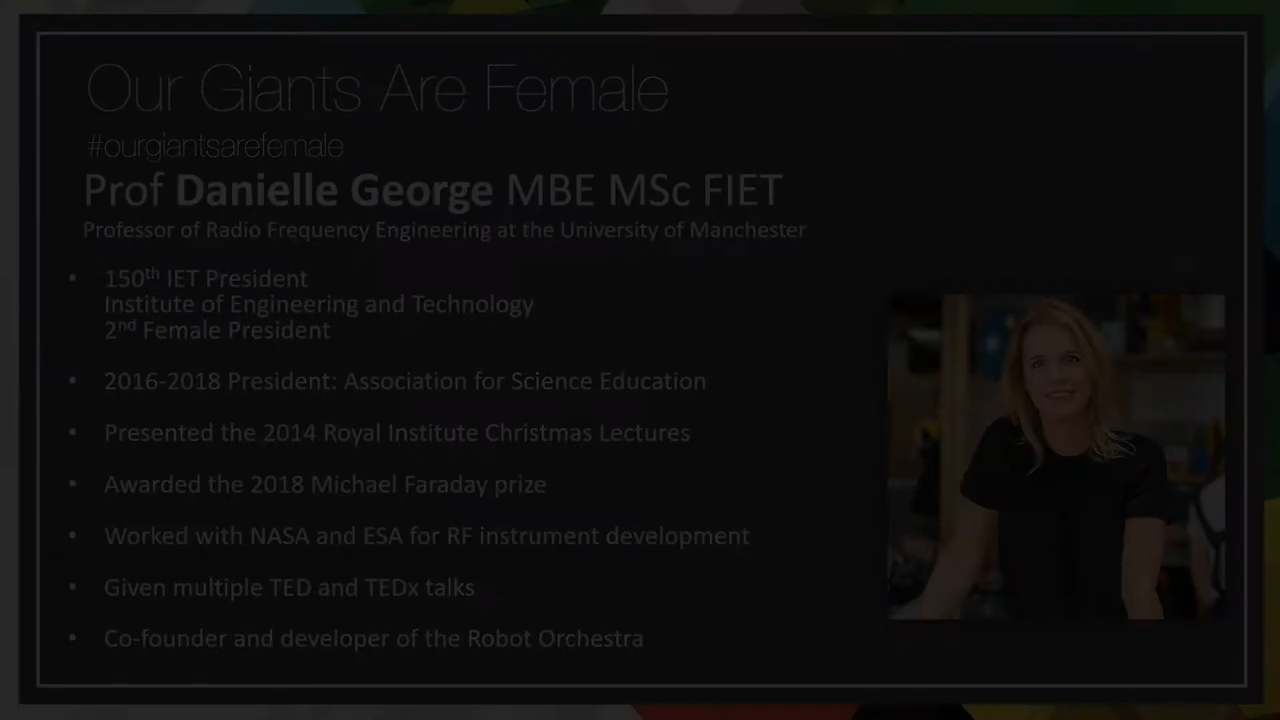 Our Giants Are Female
#ourgiantsarefemale
Prof Danielle George MBE MSc FIET
Professor of Radio Frequency Engineering at the University of Manchester
• 150th IET President
Institute of Engineering and Technology
2nd Female President
• 2016-2018 President: Association for Science Education
• Presented the 2014 Royal Institute Christmas Lectures
• Awarded the 2018 Michael Faraday prize
• Worked with NASA and ESA for RF instrument development
• Given multiple TED and TEDx talks
• Co-founder and developer of the Robot Orchestra